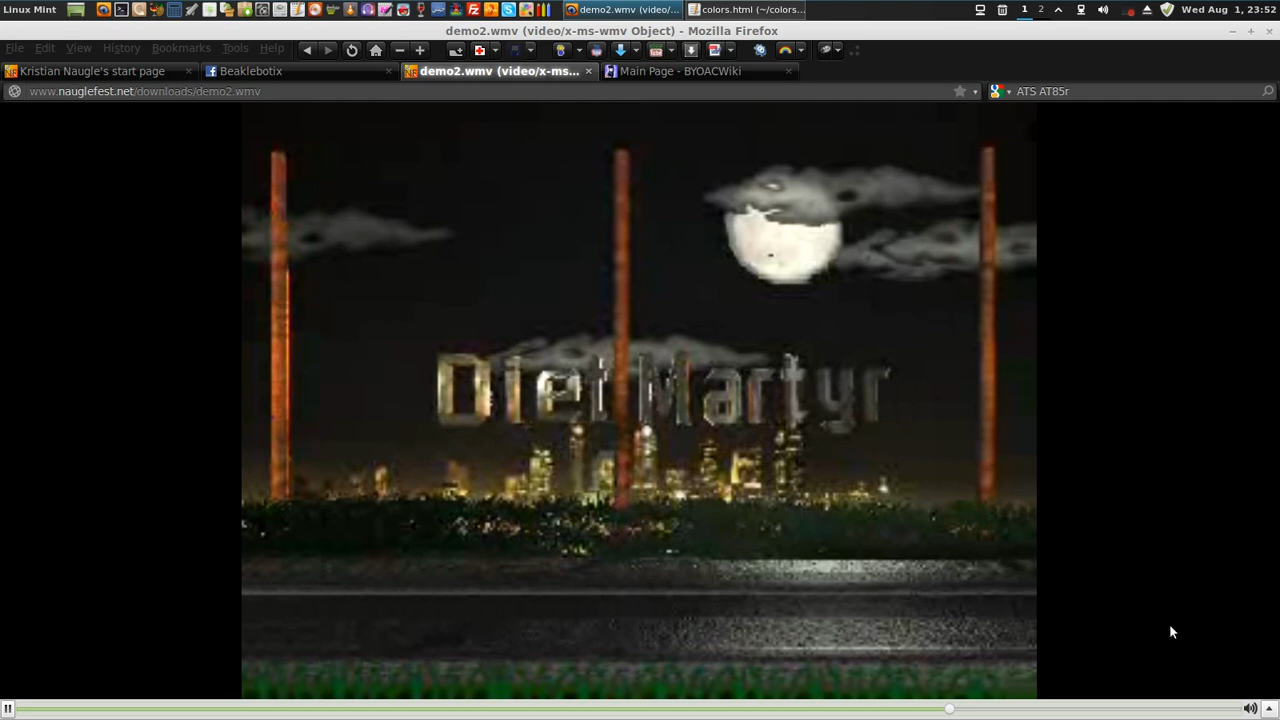 Linux Mint
demo2.wmv (video/...
colors.html (~/colors...
1 2
Wed Aug 1, 23:52
demo2.wmv (video/x-ms-wmv Object) - Mozilla Firefox
File Edit View History Bookmarks Tools Help
Kristian Naugle's start page
Beaklebotix
demo2.wmv (video/x-ms...
Main Page - BYOACWiki
www.nauglefest.net/downloads/demo2.wmv
ATS AT85r
Diet Martyr